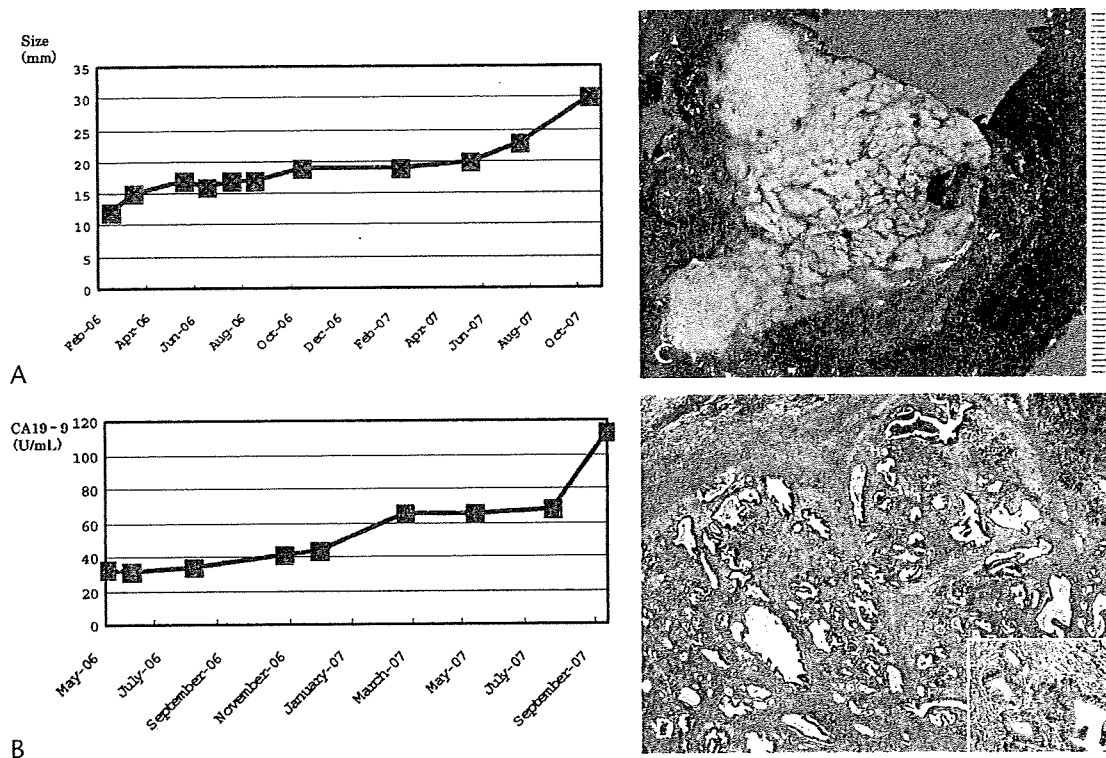 Size
(mm)
35
30
25
20
15
10
5
0
Feb-06
Apr-06
Jun-06
Aug-06
Oct-06
Dec-06
Feb-07
Apr-07
Jun-07
Aug-07
Oct-07
A
C
CA19-9
(U/mL)
120
100
80
60
40
20
0
May-06
July-06
September-06
November-06
January-07
March-07
May-07
July-07
September-07
B